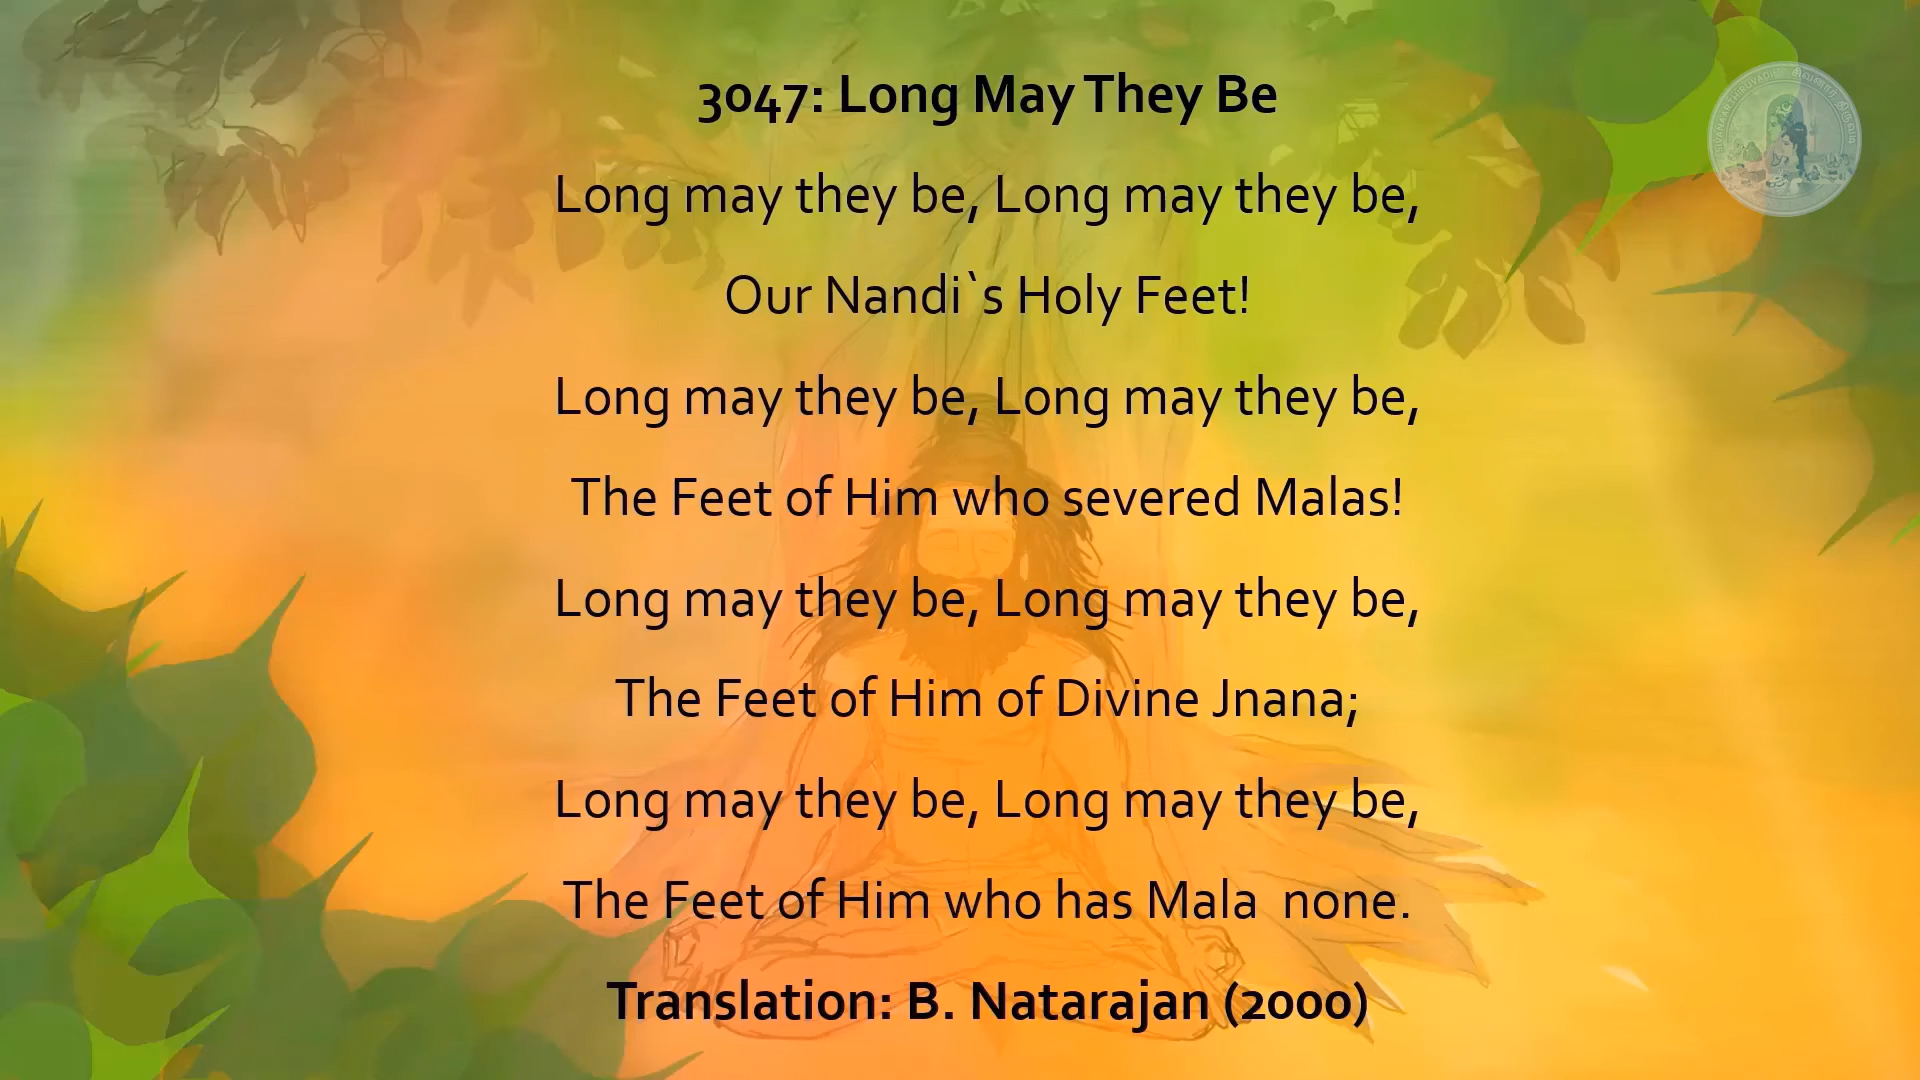 3047: Long May They Be
Long may they be, Long may they be,
Our Nandi`s Holy Feet!
Long may they be, Long may they be,
The Feet of Him who severed Malas!
Long may they be, Long may they be,
The Feet of Him of Divine Jnana;
Long may they be, Long may they be,
The Feet of Him who has Mala  none.
Translation: B. Natarajan (2000)